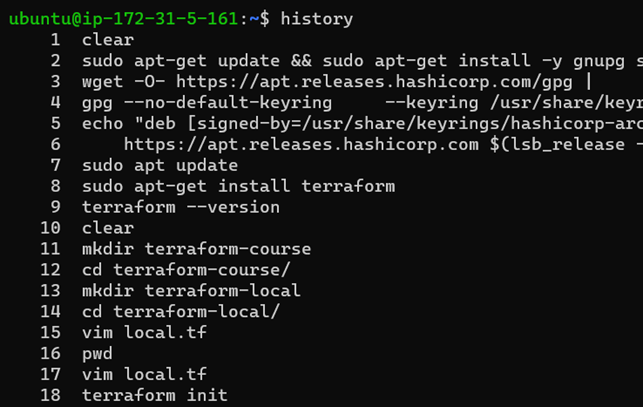 ubuntu@ip-172-31-5-161:~$ history
1 clear
2 sudo apt-get update && sudo apt-get install -y gnupg
3 wget -O- https://apt.releases.hashicorp.com/gpg |
4 gpg --no-default-keyring     --keyring /usr/share/
5 echo "deb [signed-by=/usr/share/keyrings/
6     https://apt.releases.hashicorp.com $(lsb_release
7 sudo apt update
8 sudo apt-get install terraform
9 terraform --version
10 clear
11 mkdir terraform-course
12 cd terraform-course/
13 mkdir terraform-local
14 cd terraform-local/
15 vim local.tf
16 pwd
17 vim local.tf
18 terraform init